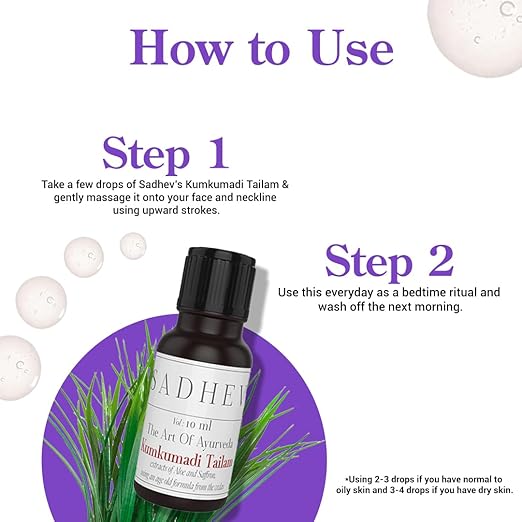 How to Use
Step 1
Take a few drops of Sadhev's Kumkumadi Tailam &
gently massage it onto your face and neckline
using upward strokes.
Step 2
Use this everyday as a bedtime ritual and
wash off the next morning.
SADHEV
Vol: 10 ml
The Art Of Ayurveda
Kumkumadi Tailam
extracts of Aloe and Saffron,
using an age old formula from the
*Using 2-3 drops if you have normal to
oily skin and 3-4 drops if you have dry skin.